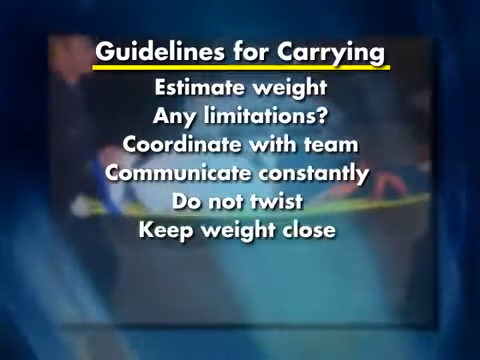 Guidelines for Carrying
Estimate weight
Any limitations?
Coordinate with team
Communicate constantly
Do not twist
Keep weight close